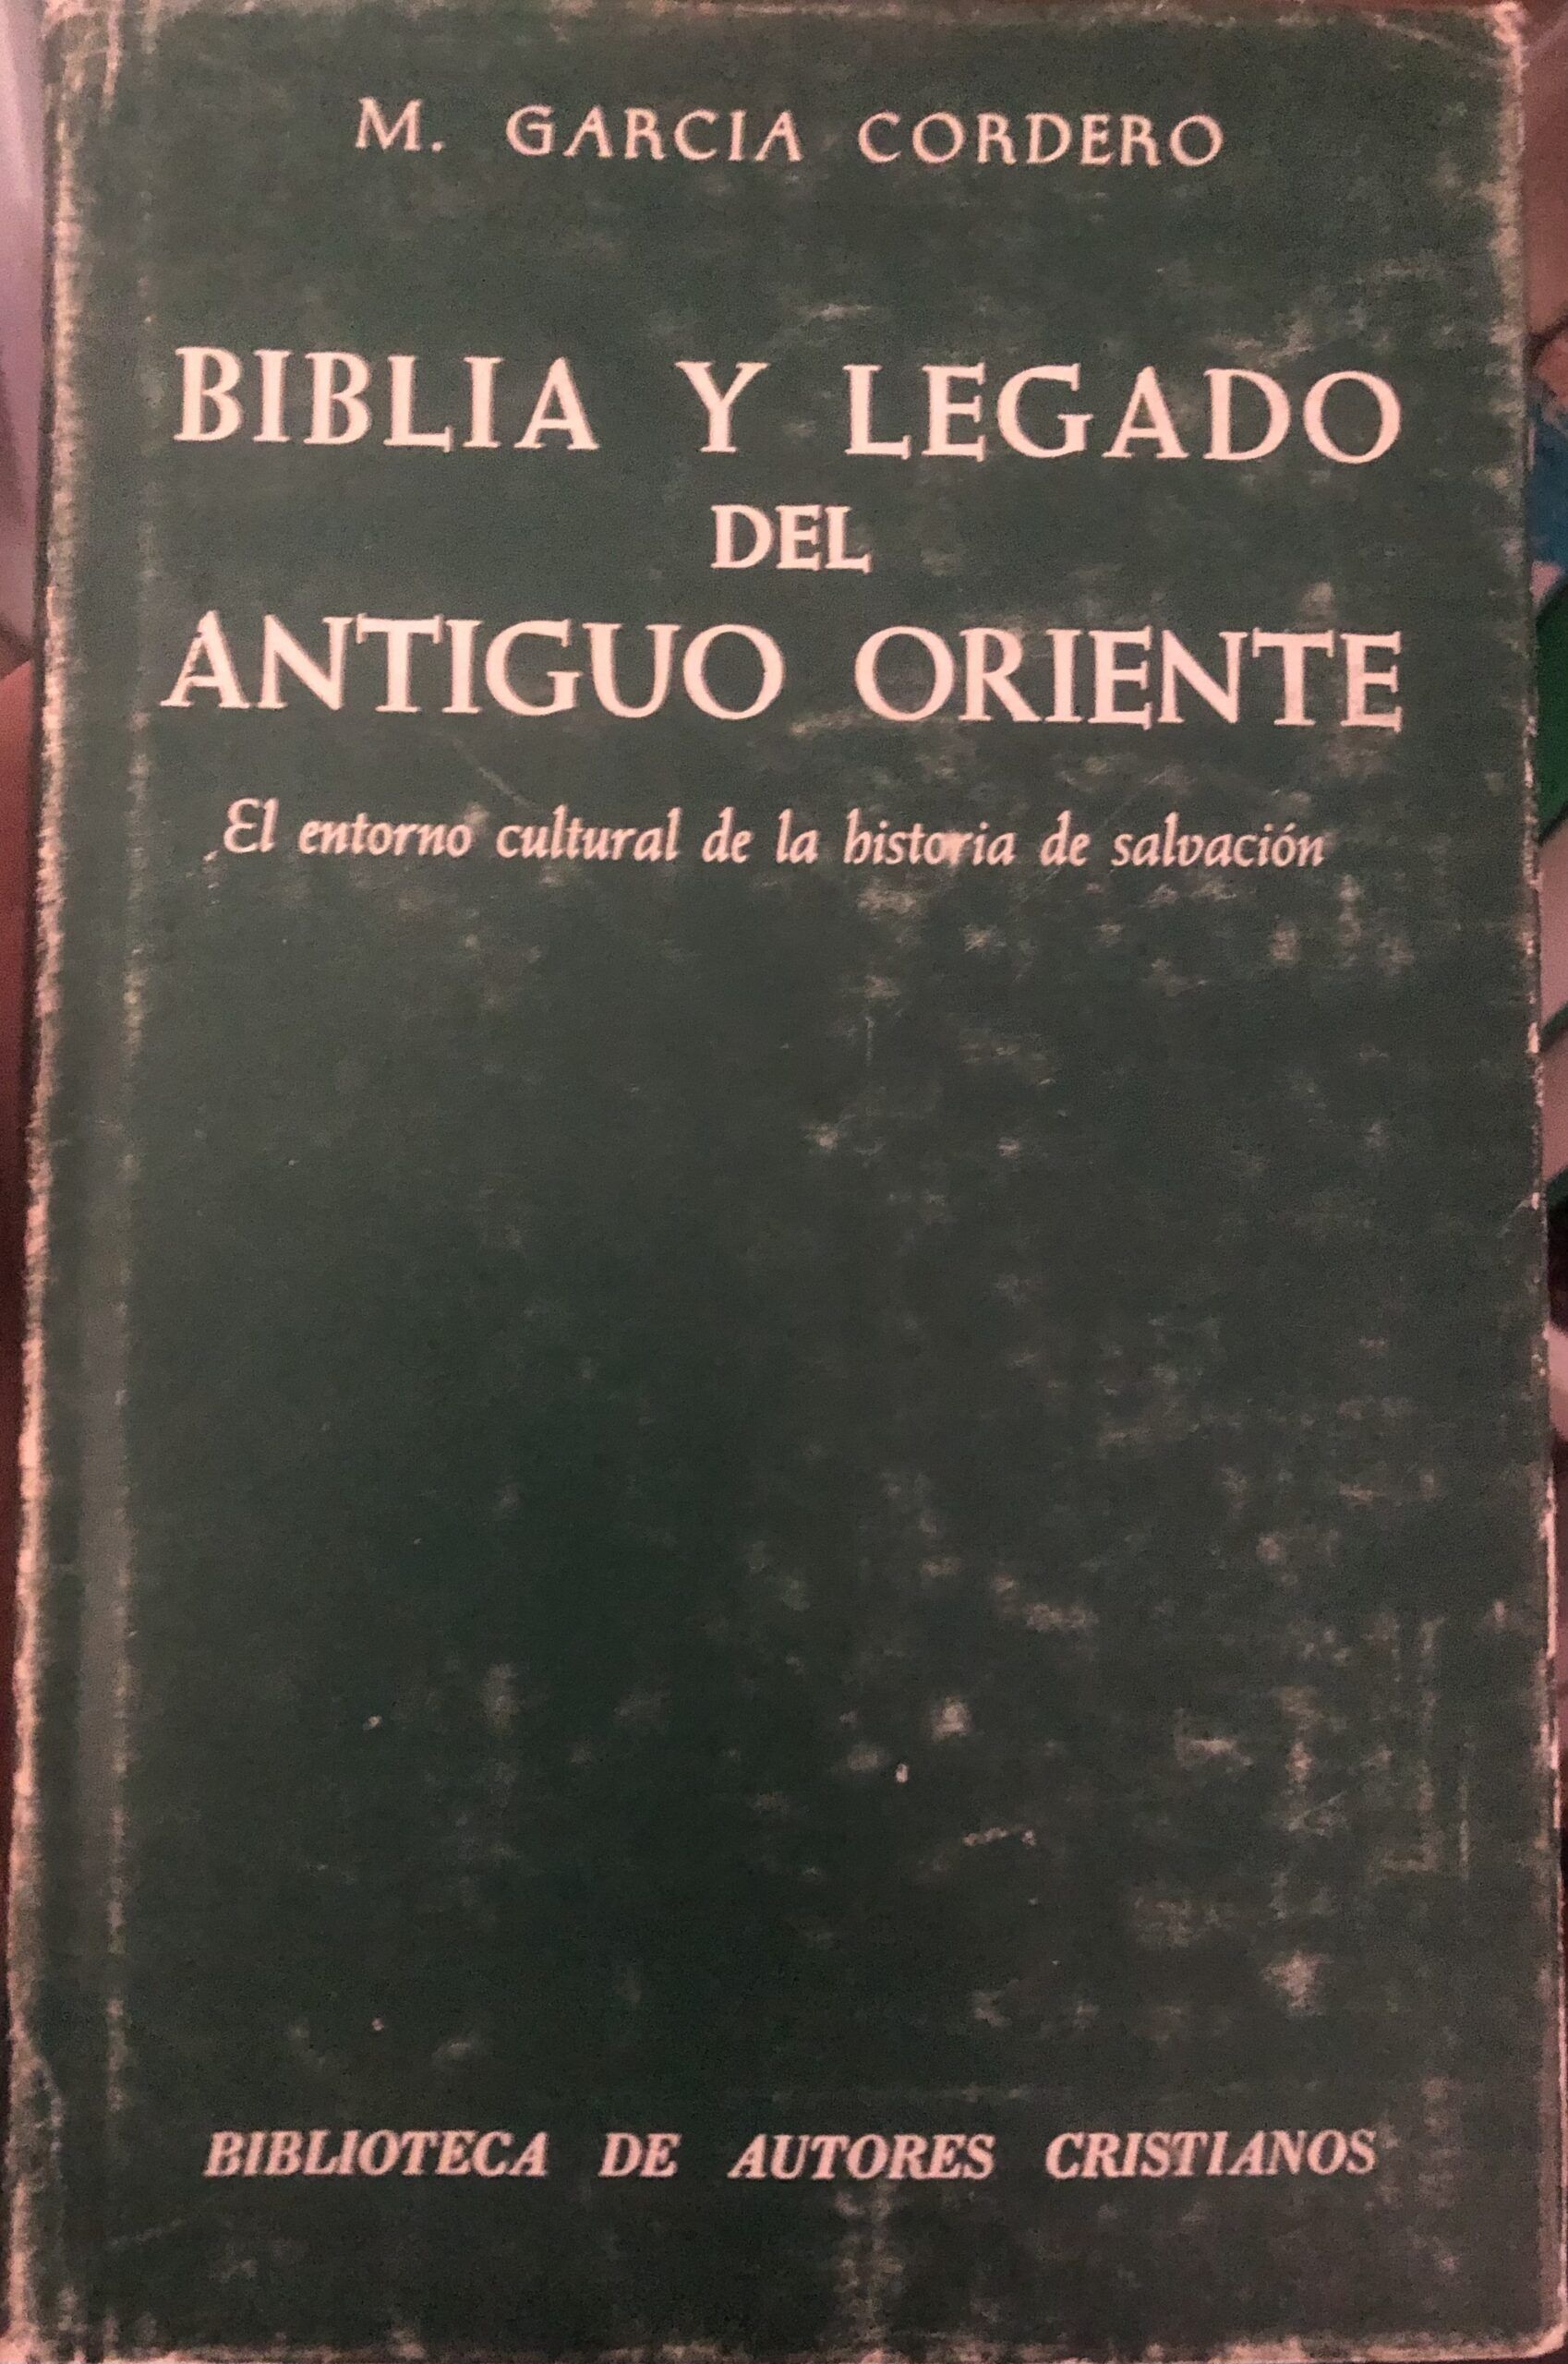 M. GARCIA CORDERO
BIBLIA Y LEGADO
DEL
ANTIGUO ORIENTE
El entorno cultural de la historia de salvación
BIBLIOTECA DE AUTORES CRISTIANOS